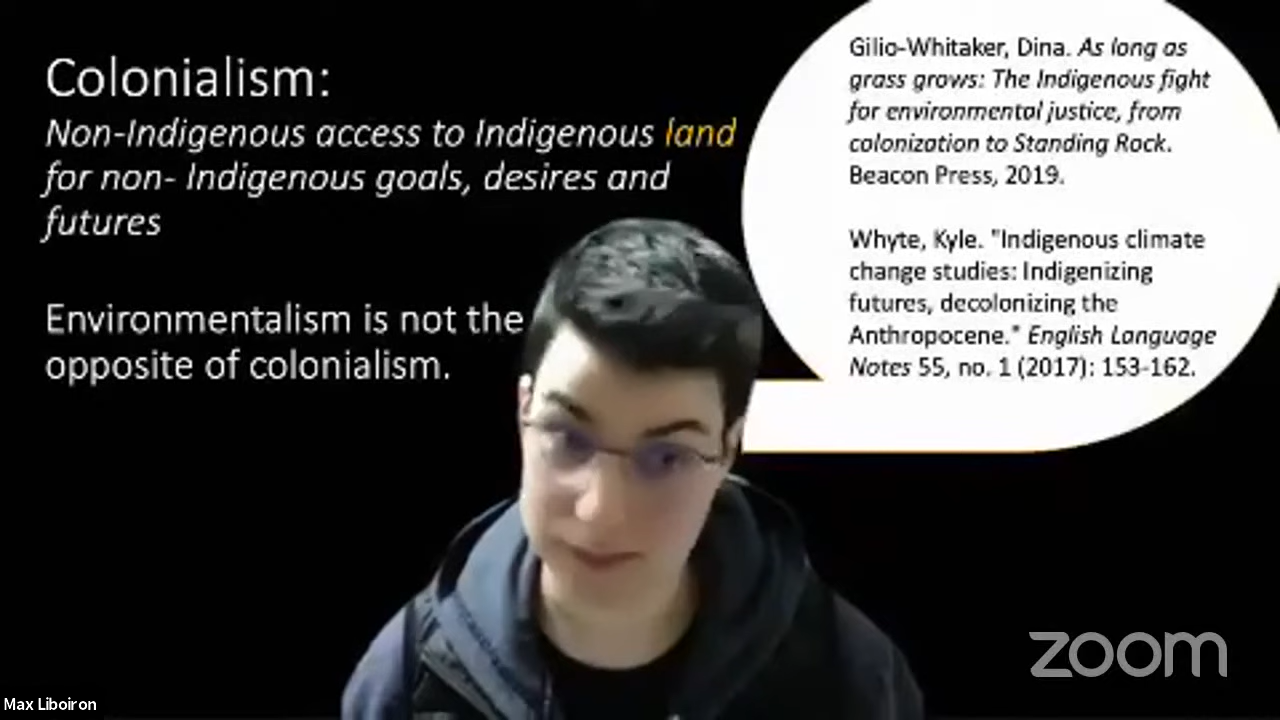 Colonialism:
Non-Indigenous access to Indigenous land
for non- Indigenous goals, desires and
futures
Environmentalism is not the
opposite of colonialism.
Gilio-Whitaker, Dina. As long as
grass grows: The Indigenous fight
for environmental justice, from
colonization to Standing Rock.
Beacon Press, 2019.
Whyte, Kyle. "Indigenous climate
change studies: Indigenizing
futures, decolonizing the
Anthropocene." English Language
Notes 55, no. 1 (2017): 153-162.
zoom
Max Liboiron